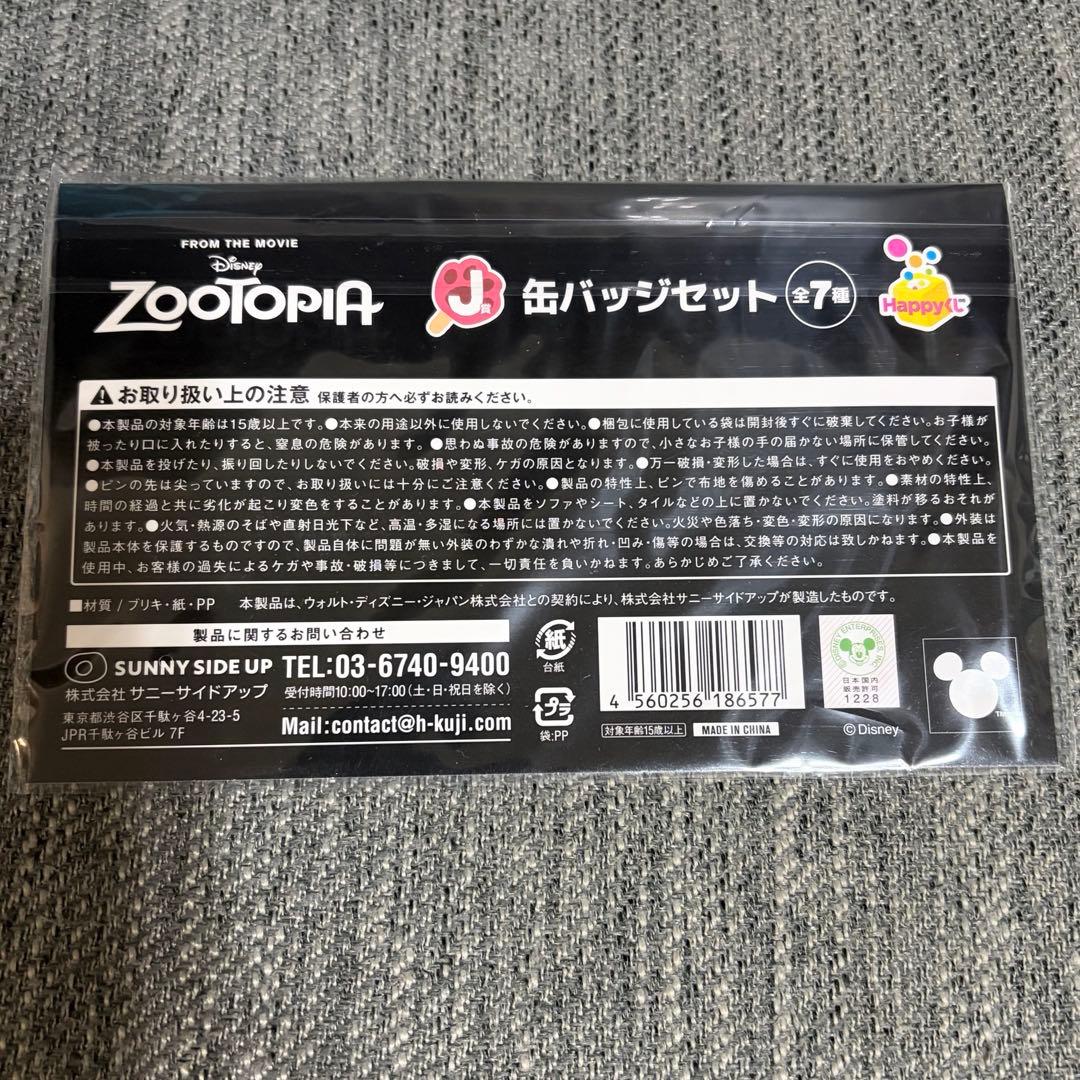 FROM THE MOVIE
Disney
ZOOTOPIA
J賞
缶バッジセット
全7種
Happyくじ
お取り扱い上の注意 保護者の方へ必ずお読みください。
●本製品の対象年齢は15歳以上です。●本来の用途以外に使用しないでください。●梱包に使用している袋は開封後すぐに破棄してください。お子様が
被ったり口に入れたりすると、窒息の危険があります。●思わぬ事故の危険がありますので、小さなお子様の手の届かない場所に保管してください。
●本製品を投げたり、振り回したりしないでください。破損や変形、ケガの原因となります。●万一破損・変形した場合は、すぐに使用をおやめください。
●ピンの先は尖っていますので、お取り扱いには十分にご注意ください。●製品の特性上、ピンで布地を傷めることがあります。●素材の特性上、
時間の経過と共に劣化が起こり変色をすることがあります。●本製品をソファやシート、タイルなどの上に置かないでください。塗料が移るおそれが
あります。●火気・熱源のそばや直射日光下など、高温・多湿になる場所には置かないでください。火災や色落ち・変色・変形の原因になります。●外装は
製品本体を保護するものですので、製品自体に問題が無い外装のわずかな潰れや折れ・凹み・傷等の場合は、交換等の対応は致しかねます。●本製品を
使用中、お客様の過失によるケガや事故・破損等につきまして、一切責任を負いかねます。あらかじめご了承ください。
■材質 / ブリキ・紙・PP 本製品は、ウォルト・ディズニー・ジャパン株式会社との契約により、株式会社サニーサイドアップが製造したものです。
製品に関するお問い合わせ
SUNNY SIDE UP
株式会社 サニーサイドアップ
東京都渋谷区千駄ヶ谷4-23-5
JPR千駄ヶ谷ビル 7F
TEL:03-6740-9400
受付時間10:00~17:00(土・日・祝日を除く)
Mail:contact@h-kuji.com
紙
台紙
プラ
袋:PP
4 560256 186577
対象年齢15歳以上
MADE IN CHINA
©DISNEY ENTERPRISES, INC.
日本国内
販売許可
1228
©Disney
TM